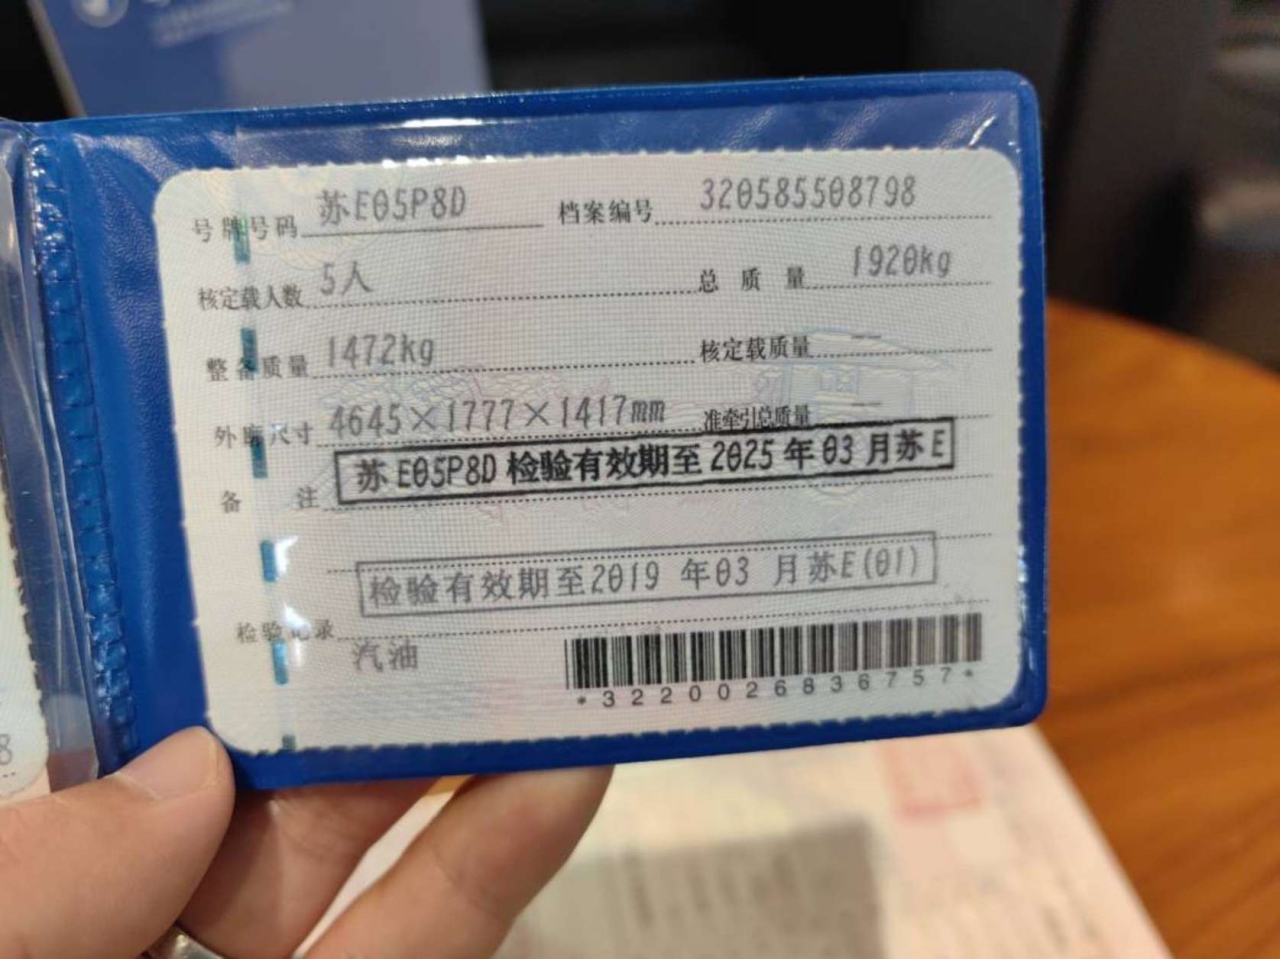 号牌号码 苏E05P8D 档案编号 320585508798
核定载人数 5人 总质量 1920kg
整备质量 1472kg 核定载质量 --
外廓尺寸 4645×1777×1417mm 准牵引总质量 --
备注 苏E05P8D检验有效期至2025年03月苏E
检验有效期至2019 年03 月苏E(01)
检验记录
汽油
*3220026836757*
8